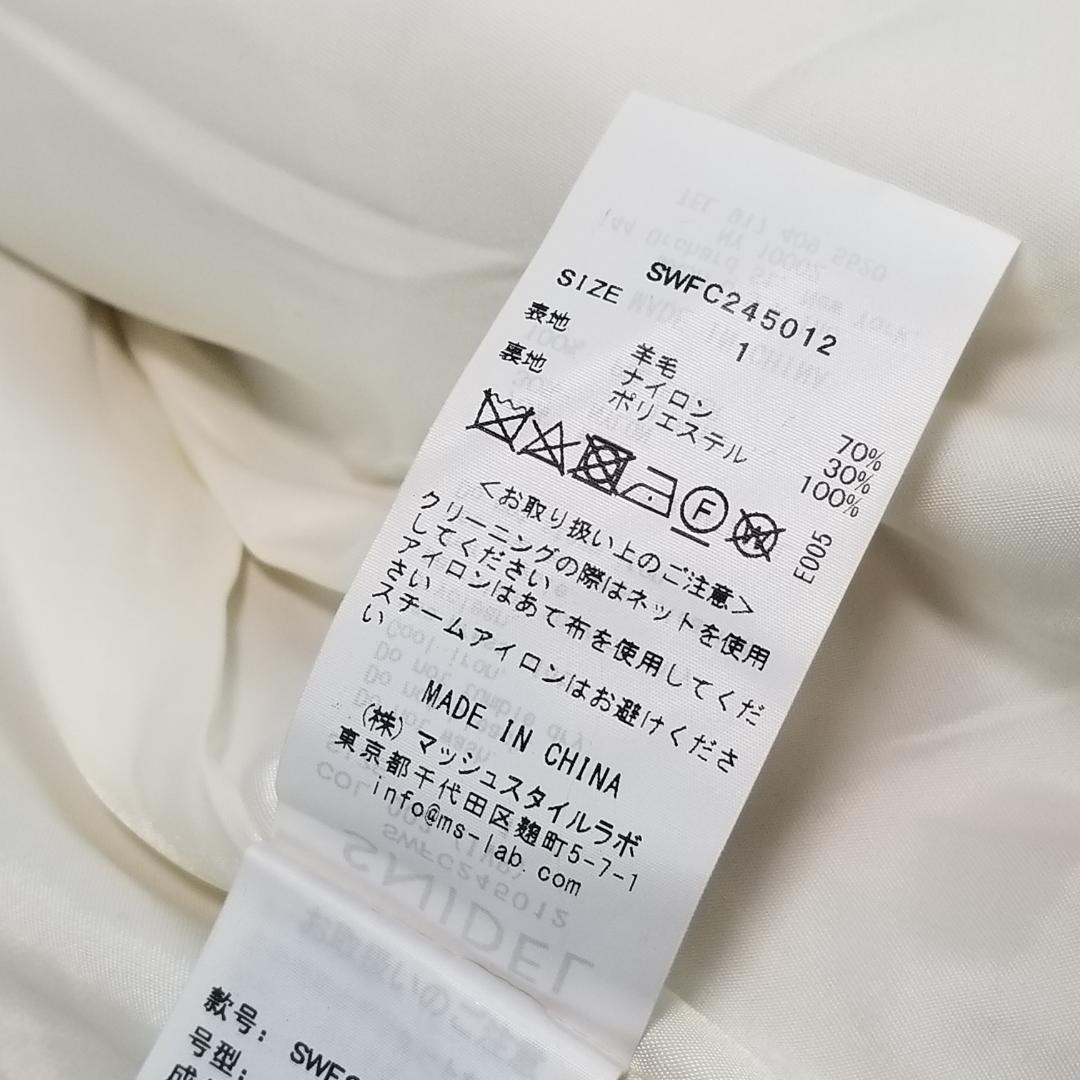 SWFC245012
SIZE 1
表地 羊毛 70%
ナイロン 30%
裏地 ポリエステル 100%
F W E005
<お取り扱い上のご注意>
クリーニングの際はネットを使用
してください。
アイロンはあて布を使用してくだ
さい
スチームアイロンはお避けくださ
い
MADE IN CHINA
(株)マッシュスタイルラボ
東京都千代田区麹町5-7-1
info@ms-lab.com
款号: SWFC
号型: